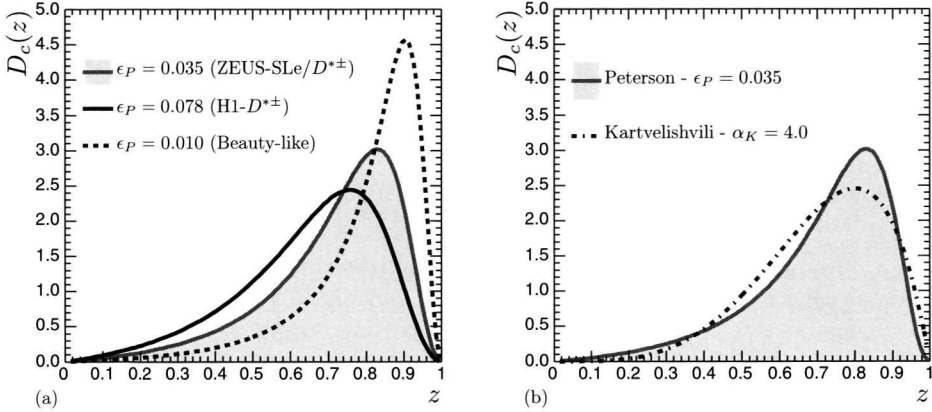 D_c(z)
5.0
4.5
4.0
3.5
3.0
2.5
2.0
1.5
1.0
0.5
0.0
ϵ_P = 0.035 (ZEUS-SLe/D*±)
ϵ_P = 0.078 (H1-D*±)
ϵ_P = 0.010 (Beauty-like)
0 0.1 0.2 0.3 0.4 0.5 0.6 0.7 0.8 0.9 1
(a) z
D_c(z)
5.0
4.5
4.0
3.5
3.0
2.5
2.0
1.5
1.0
0.5
0.0
Peterson - ϵ_P = 0.035
Kartvelishvili - α_K = 4.0
0 0.1 0.2 0.3 0.4 0.5 0.6 0.7 0.8 0.9 1
(b) z